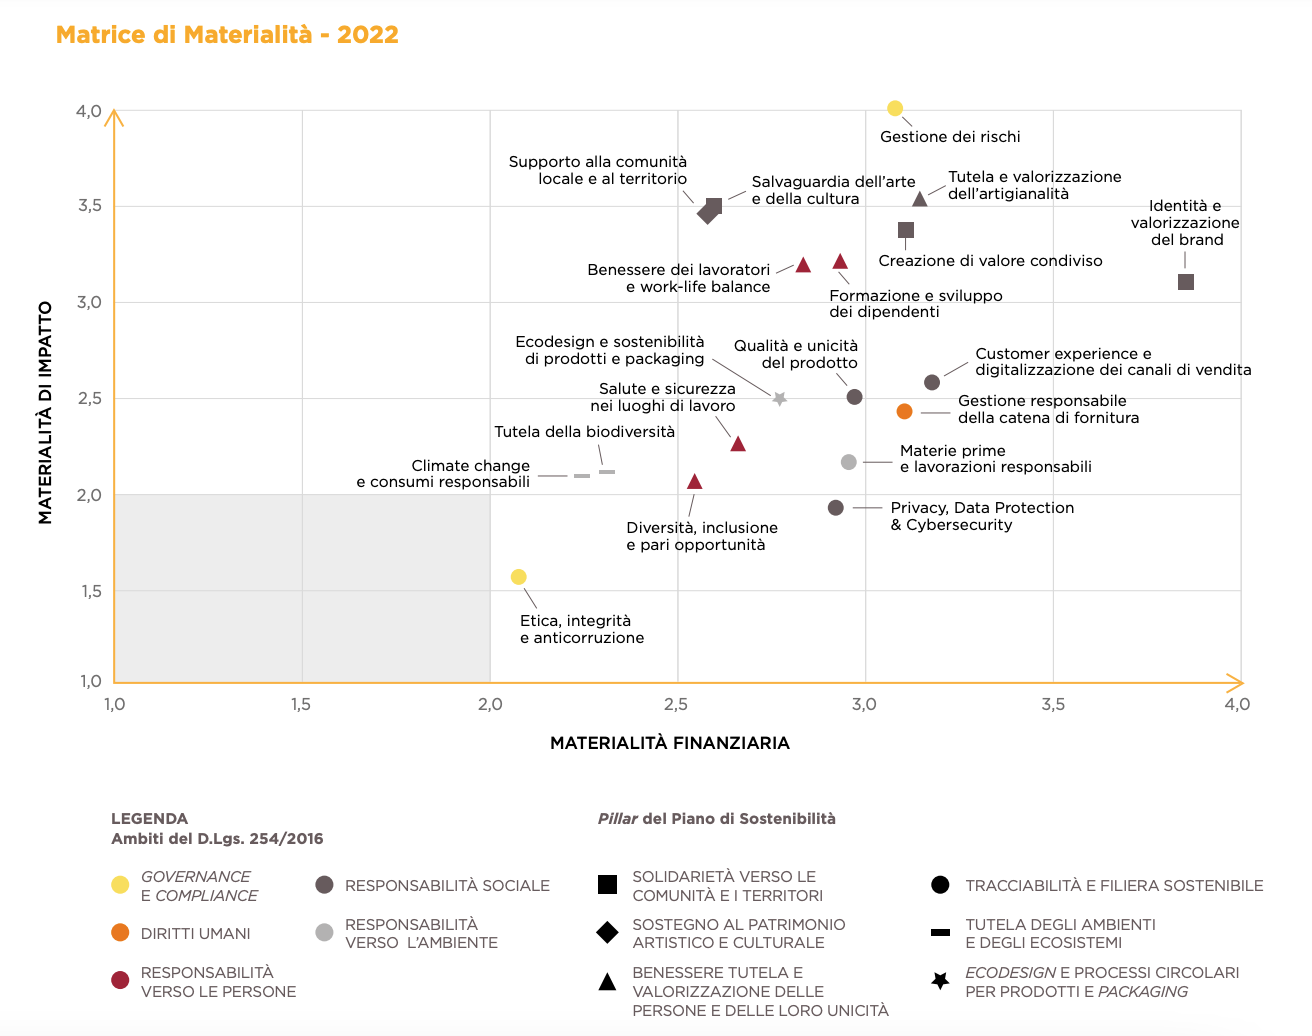 Matrice di Materialità - 2022
4,0
3,5
3,0
2,5
2,0
1,5
1,0
MATERIALITÀ DI IMPATTO
Gestione dei rischi
Supporto alla comunità
locale e al territorio
Salvaguardia dell'arte
e della cultura
Tutela e valorizzazione
dell'artigianalità
Identità e
valorizzazione
del brand
Creazione di valore condiviso
Benessere dei lavoratori
e work-life balance
Formazione e sviluppo
dei dipendenti
Ecodesign e sostenibilità
di prodotti e packaging
Qualità e unicità
del prodotto
Customer experience e
digitalizzazione dei canali di vendita
Salute e sicurezza
nei luoghi di lavoro
Gestione responsabile
della catena di fornitura
Tutela della biodiversità
Climate change
e consumi responsabili
Materie prime
e lavorazioni responsabili
Diversità, inclusione
e pari opportunità
Privacy, Data Protection
& Cybersecurity
Etica, integrità
e anticorruzione
1,0
1,5
2,0
2,5
3,0
3,5
4,0
MATERIALITÀ FINANZIARIA
LEGENDA
Ambiti del D.Lgs. 254/2016
GOVERNANCE
E COMPLIANCE
DIRITTI UMANI
RESPONSABILITÀ
VERSO LE PERSONE
RESPONSABILITÀ SOCIALE
RESPONSABILITÀ
VERSO L'AMBIENTE
Pillar del Piano di Sostenibilità
SOLIDARIETÀ VERSO LE
COMUNITÀ E I TERRITORI
SOSTEGNO AL PATRIMONIO
ARTISTICO E CULTURALE
BENESSERE TUTELA E
VALORIZZAZIONE DELLE
PERSONE E DELLE LORO UNICITÀ
TRACCIABILITÀ E FILIERA SOSTENIBILE
TUTELA DEGLI AMBIENTI
E DEGLI ECOSISTEMI
ECODESIGN E PROCESSI CIRCOLARI
PER PRODOTTI E PACKAGING